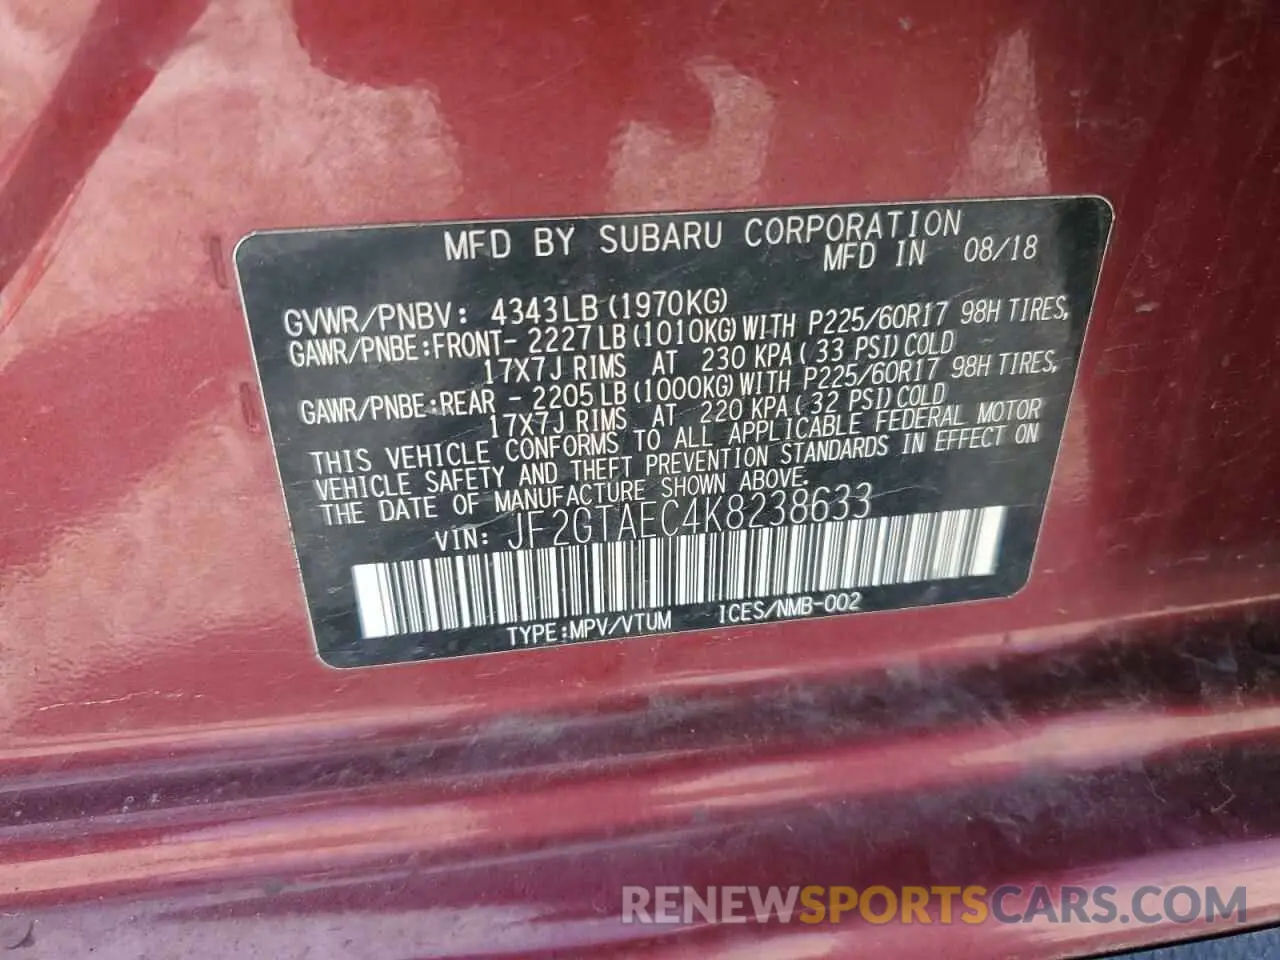 MFD BY SUBARU CORPORATION
MFD IN 08/18
GVWR/PNBV: 4343LB(1970KG)
GAWR/PNBE:FRONT- 2227LB(1010KG)WITH P225/60R17 98H TIRES,
17X7J RIMS AT 230 KPA(33 PSI)COLD
GAWR/PNBE:REAR - 2205LB(1000KG)WITH P225/60R17 98H TIRES,
17X7J RIMS AT 220 KPA(32 PSI)COLD
THIS VEHICLE CONFORMS TO ALL APPLICABLE FEDERAL MOTOR
VEHICLE SAFETY AND THEFT PREVENTION STANDARDS IN EFFECT ON
THE DATE OF MANUFACTURE SHOWN ABOVE.
VIN: JF2GTAEC4K8238633
TYPE:MPV/VTUM ICES/NMB-002
RENEWSPORTSCARS.COM